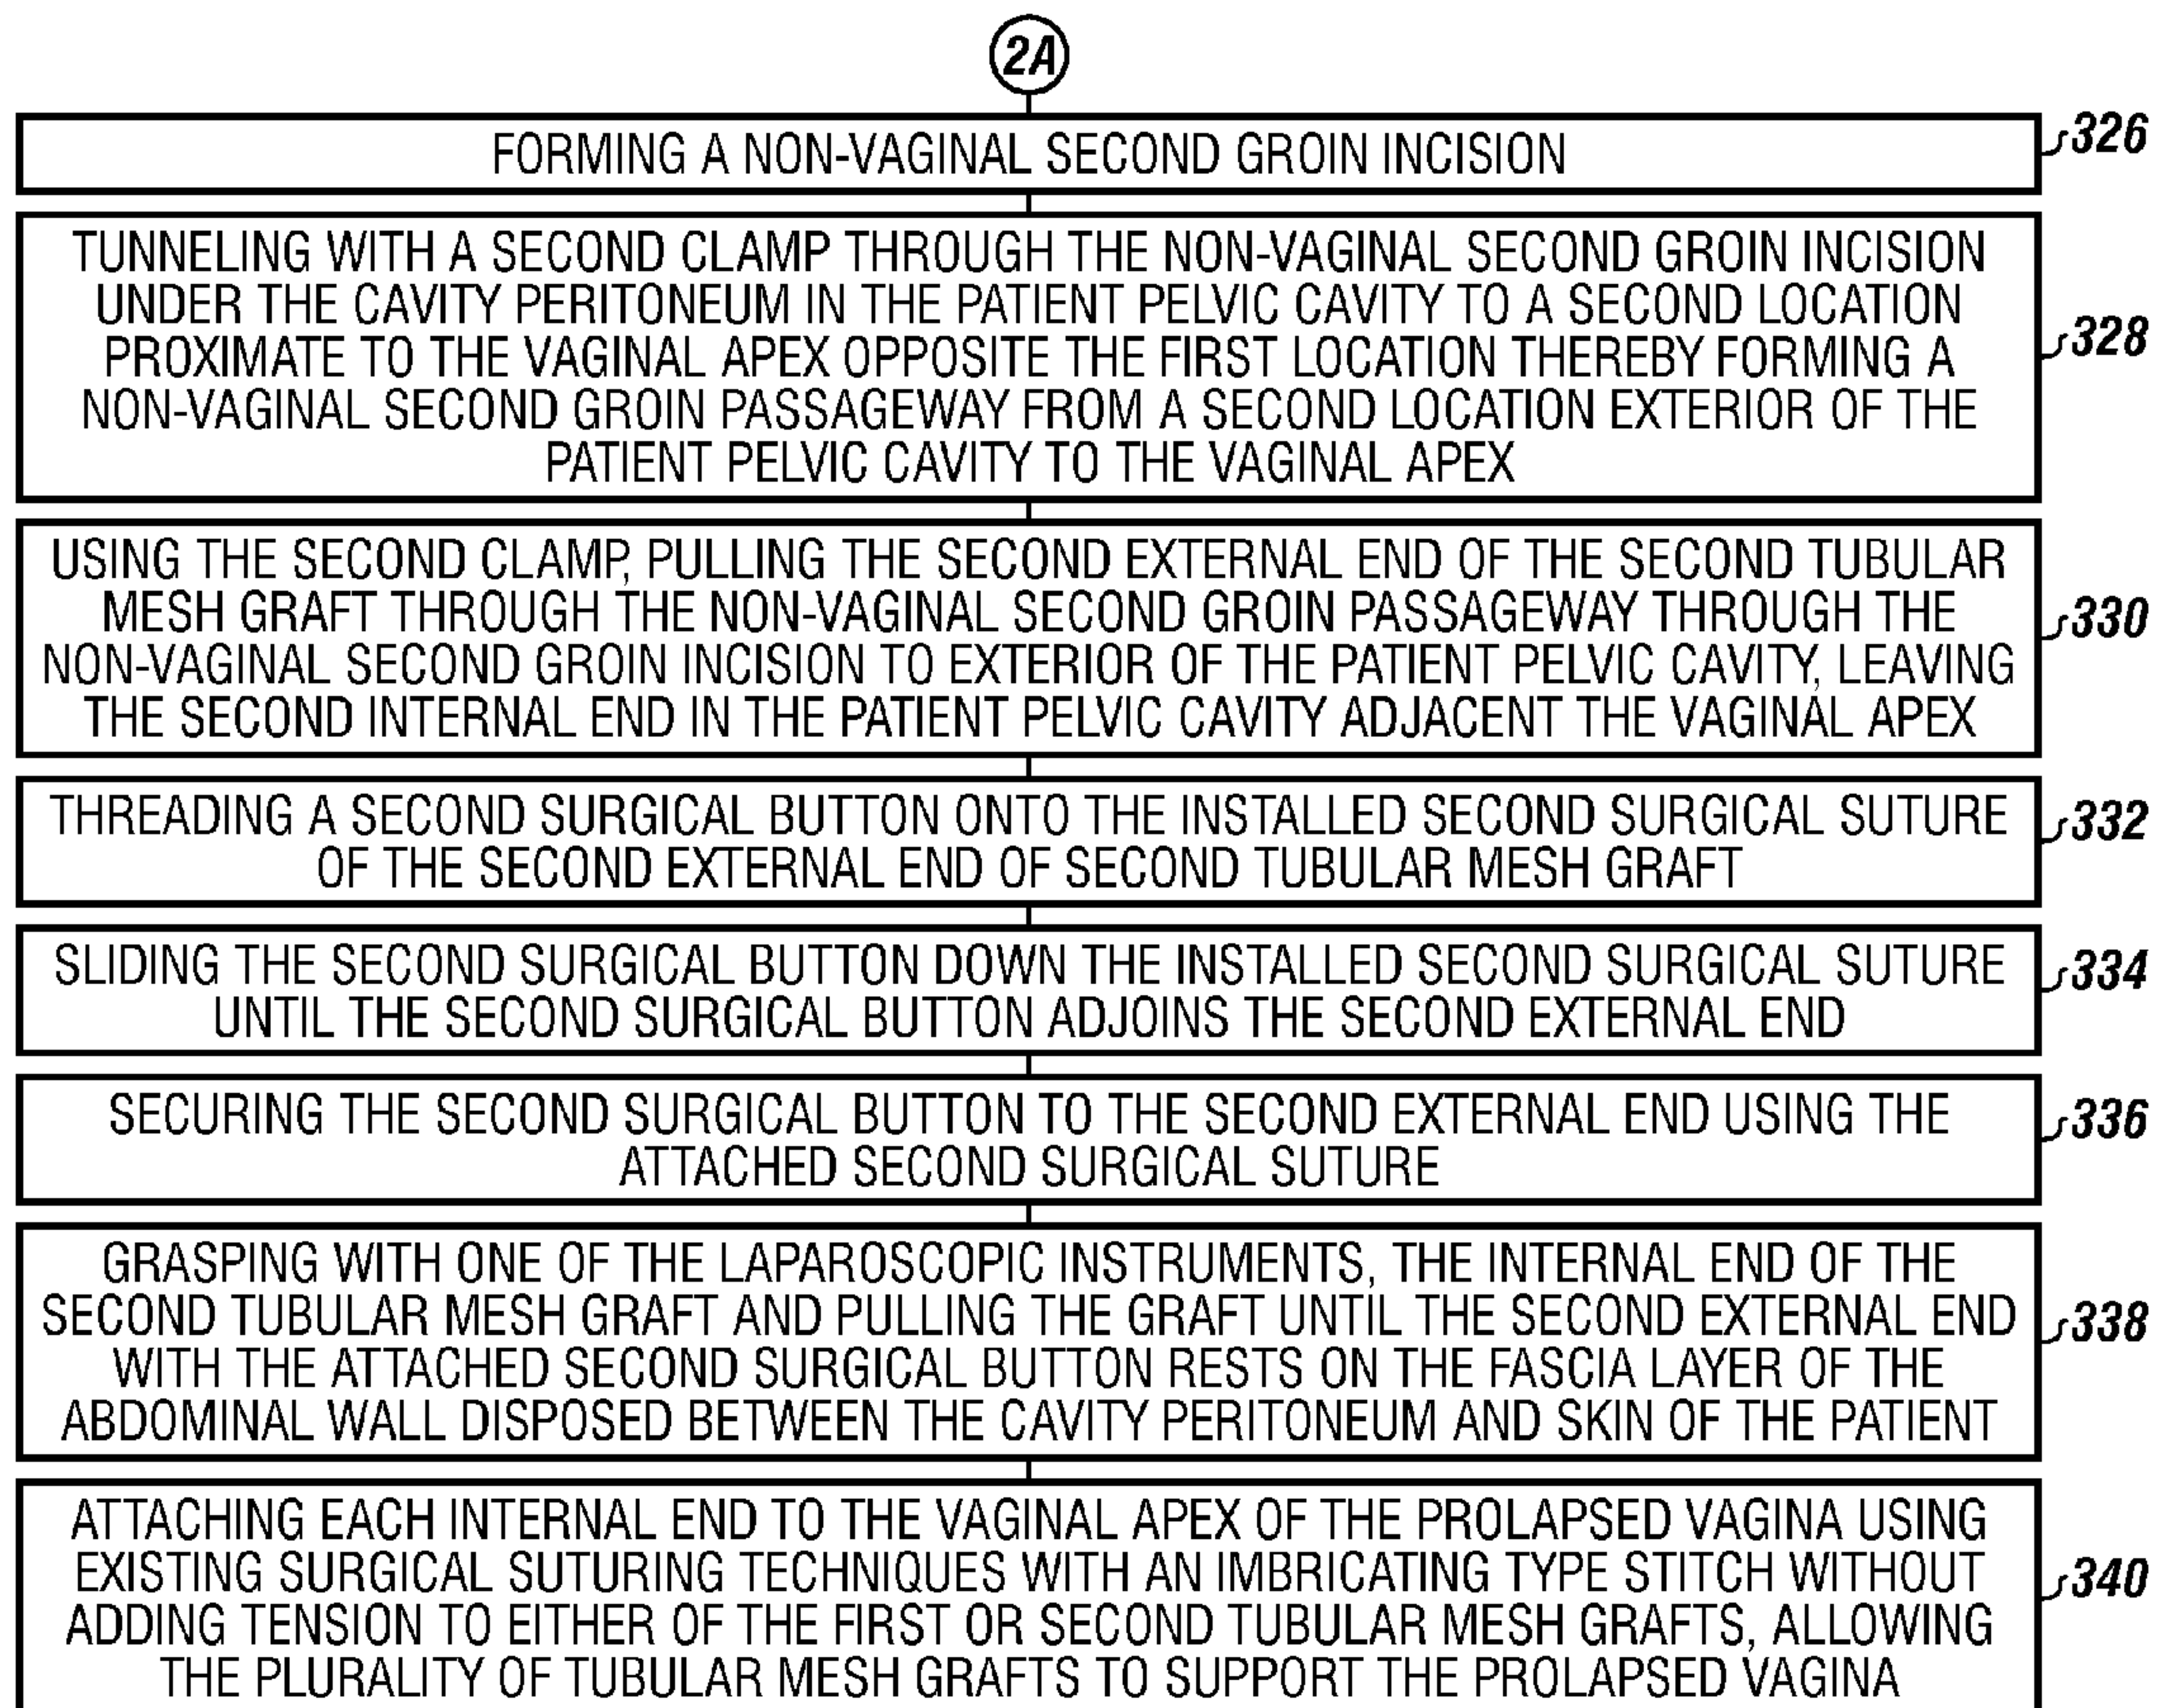 2A
FORMING A NON-VAGINAL SECOND GROIN INCISION
326
TUNNELING WITH A SECOND CLAMP THROUGH THE NON-VAGINAL SECOND GROIN INCISION
UNDER THE CAVITY PERITONEUM IN THE PATIENT PELVIC CAVITY TO A SECOND LOCATION
PROXIMATE TO THE VAGINAL APEX OPPOSITE THE FIRST LOCATION THEREBY FORMING A
NON-VAGINAL SECOND GROIN PASSAGEWAY FROM A SECOND LOCATION EXTERIOR OF THE
PATIENT PELVIC CAVITY TO THE VAGINAL APEX
328
USING THE SECOND CLAMP, PULLING THE SECOND EXTERNAL END OF THE SECOND TUBULAR
MESH GRAFT THROUGH THE NON-VAGINAL SECOND GROIN PASSAGEWAY THROUGH THE
NON-VAGINAL SECOND GROIN INCISION TO EXTERIOR OF THE PATIENT PELVIC CAVITY, LEAVING
THE SECOND INTERNAL END IN THE PATIENT PELVIC CAVITY ADJACENT THE VAGINAL APEX
330
THREADING A SECOND SURGICAL BUTTON ONTO THE INSTALLED SECOND SURGICAL SUTURE
OF THE SECOND EXTERNAL END OF SECOND TUBULAR MESH GRAFT
332
SLIDING THE SECOND SURGICAL BUTTON DOWN THE INSTALLED SECOND SURGICAL SUTURE
UNTIL THE SECOND SURGICAL BUTTON ADJOINS THE SECOND EXTERNAL END
334
SECURING THE SECOND SURGICAL BUTTON TO THE SECOND EXTERNAL END USING THE
ATTACHED SECOND SURGICAL SUTURE
336
GRASPING WITH ONE OF THE LAPAROSCOPIC INSTRUMENTS, THE INTERNAL END OF THE
SECOND TUBULAR MESH GRAFT AND PULLING THE GRAFT UNTIL THE SECOND EXTERNAL END
WITH THE ATTACHED SECOND SURGICAL BUTTON RESTS ON THE FASCIA LAYER OF THE
ABDOMINAL WALL DISPOSED BETWEEN THE CAVITY PERITONEUM AND SKIN OF THE PATIENT
338
ATTACHING EACH INTERNAL END TO THE VAGINAL APEX OF THE PROLAPSED VAGINA USING
EXISTING SURGICAL SUTURING TECHNIQUES WITH AN IMBRICATING TYPE STITCH WITHOUT
ADDING TENSION TO EITHER OF THE FIRST OR SECOND TUBULAR MESH GRAFTS, ALLOWING
THE PLURALITY OF TUBULAR MESH GRAFTS TO SUPPORT THE PROLAPSED VAGINA
340